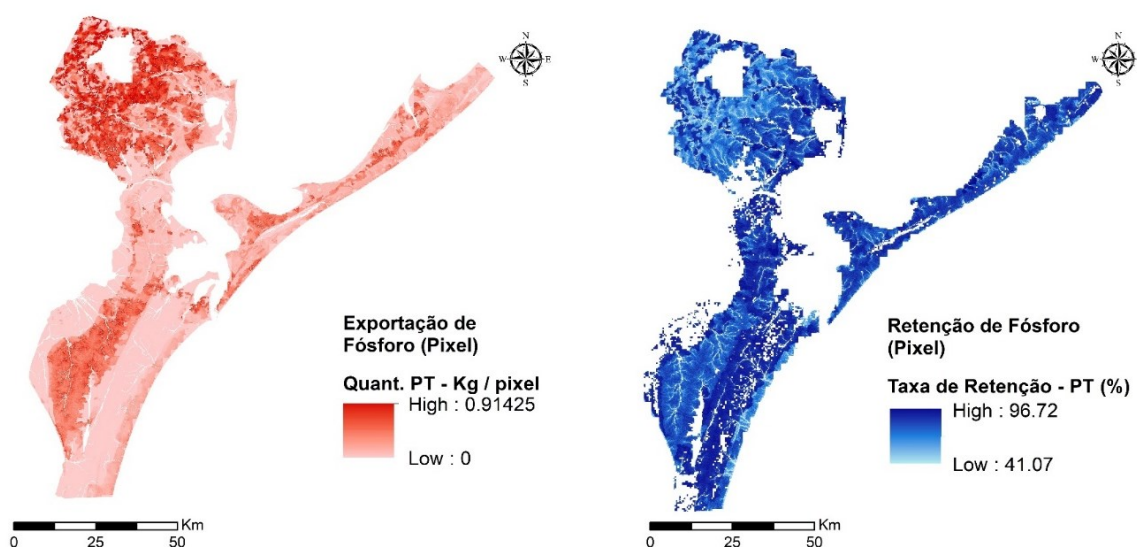 N
W E
S
Exportação de
Fósforo (Pixel)
Quant. PT - Kg / pixel
High : 0.91425
Low : 0
Km
0 25 50
N
W E
S
Retenção de Fósforo
(Pixel)
Taxa de Retenção - PT (%)
High : 96.72
Low : 41.07
Km
0 25 50